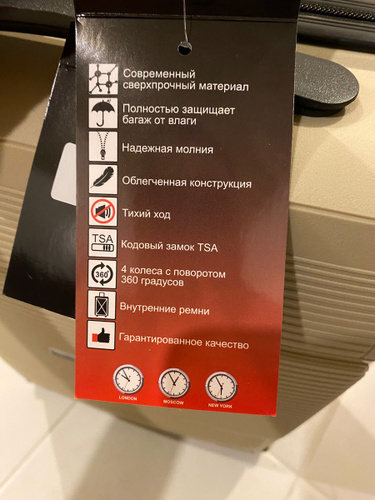 Современный
сверхпрочный материал
Полностью защищает
багаж от влаги
Надежная молния
Облегченная конструкция
Тихий ход
TSA
Кодовый замок TSA
360°
4 колеса с поворотом
360 градусов
Внутренние ремни
Гарантированное качество
LONDON
MOSCOW
NEW YORK